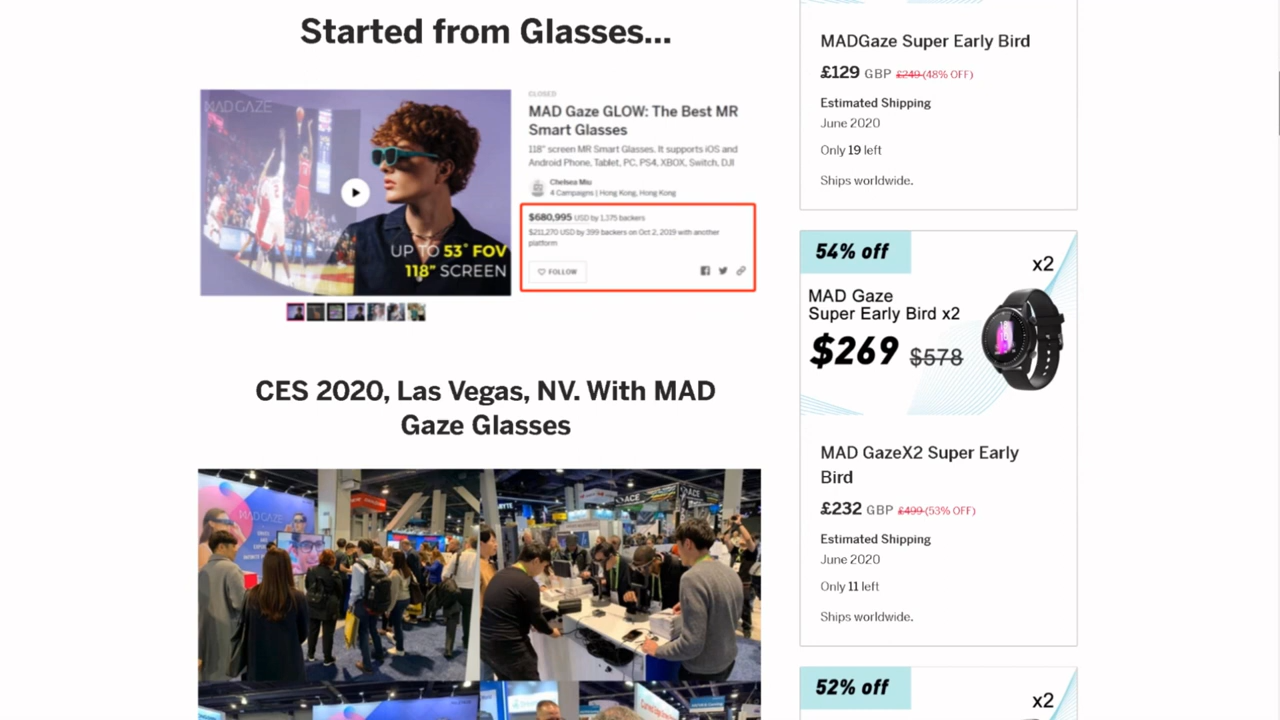 Started from Glasses...
MAD GAZE
UP TO 53° FOV
118" SCREEN
CLOSED
MAD Gaze GLOW: The Best MR
Smart Glasses
118" screen MR Smart Glasses. It supports iOS and
Android Phone, Tablet, PC, PS4, XBOX, Switch, DJI
Chelsea Miu
4 Campaigns | Hong Kong, Hong Kong
$680,995 USD by 1,375 backers
$211,270 USD by 399 backers on Oct 2, 2019 with another
platform
FOLLOW
CES 2020, Las Vegas, NV. With MAD
Gaze Glasses
MAD GAZE
ACE
MADGaze Super Early Bird
£129 GBP £249 (48% OFF)
Estimated Shipping
June 2020
Only 19 left
Ships worldwide.
54% off
x2
MAD Gaze
Super Early Bird x2
$269 $578
MAD GazeX2 Super Early
Bird
£232 GBP £499 (53% OFF)
Estimated Shipping
June 2020
Only 11 left
Ships worldwide.
52% off
x2